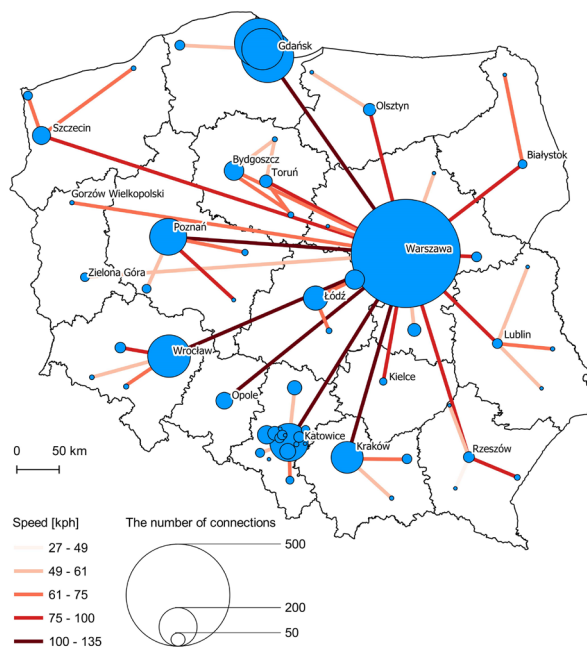 Gdańsk
Olsztyn
Szczecin
Białystok
Bydgoszcz
Toruń
Gorzów Wielkopolski
Poznań
Warszawa
Zielona Góra
Łódź
Lublin
Wrocław
Kielce
Opole
Katowice
Kraków
Rzeszów
0 50 km
Speed [kph]
27 - 49
49 - 61
61 - 75
75 - 100
100 - 135
The number of connections
500
200
50